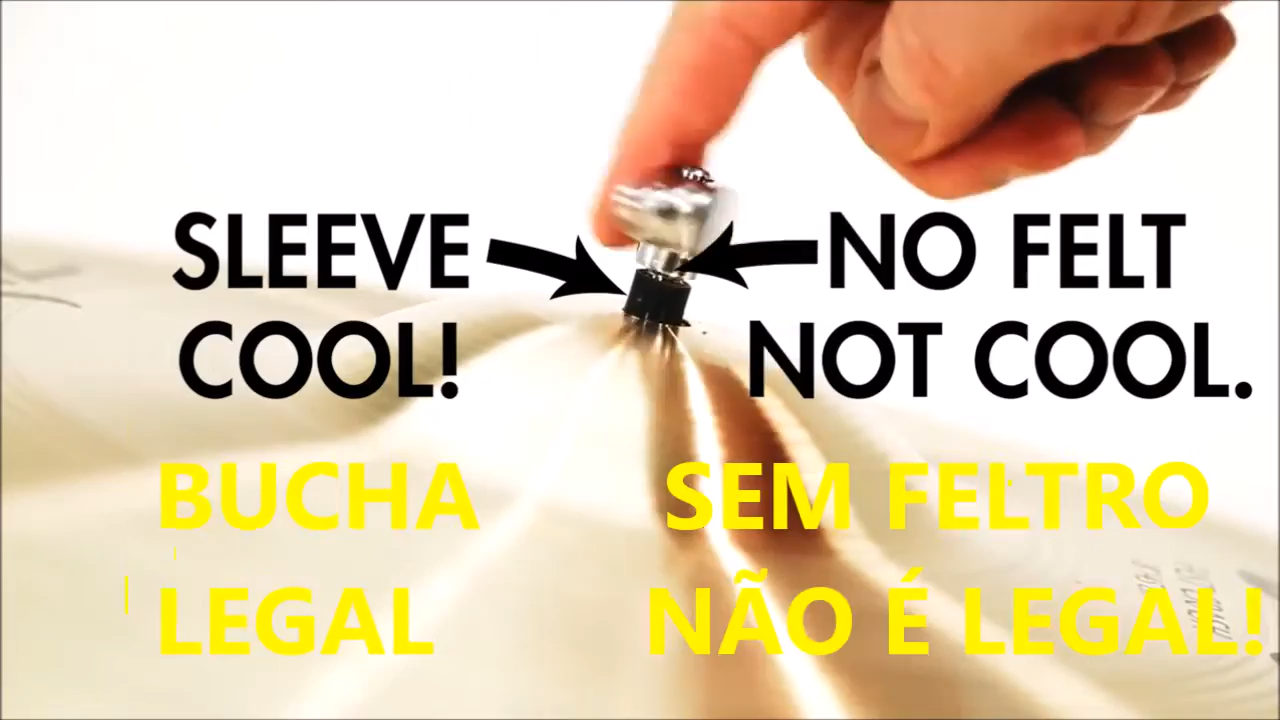 SLEEVE
COOL!
NO FELT
NOT COOL.
BUCHA
LEGAL
SEM FELTRO
NÃO É LEGAL!